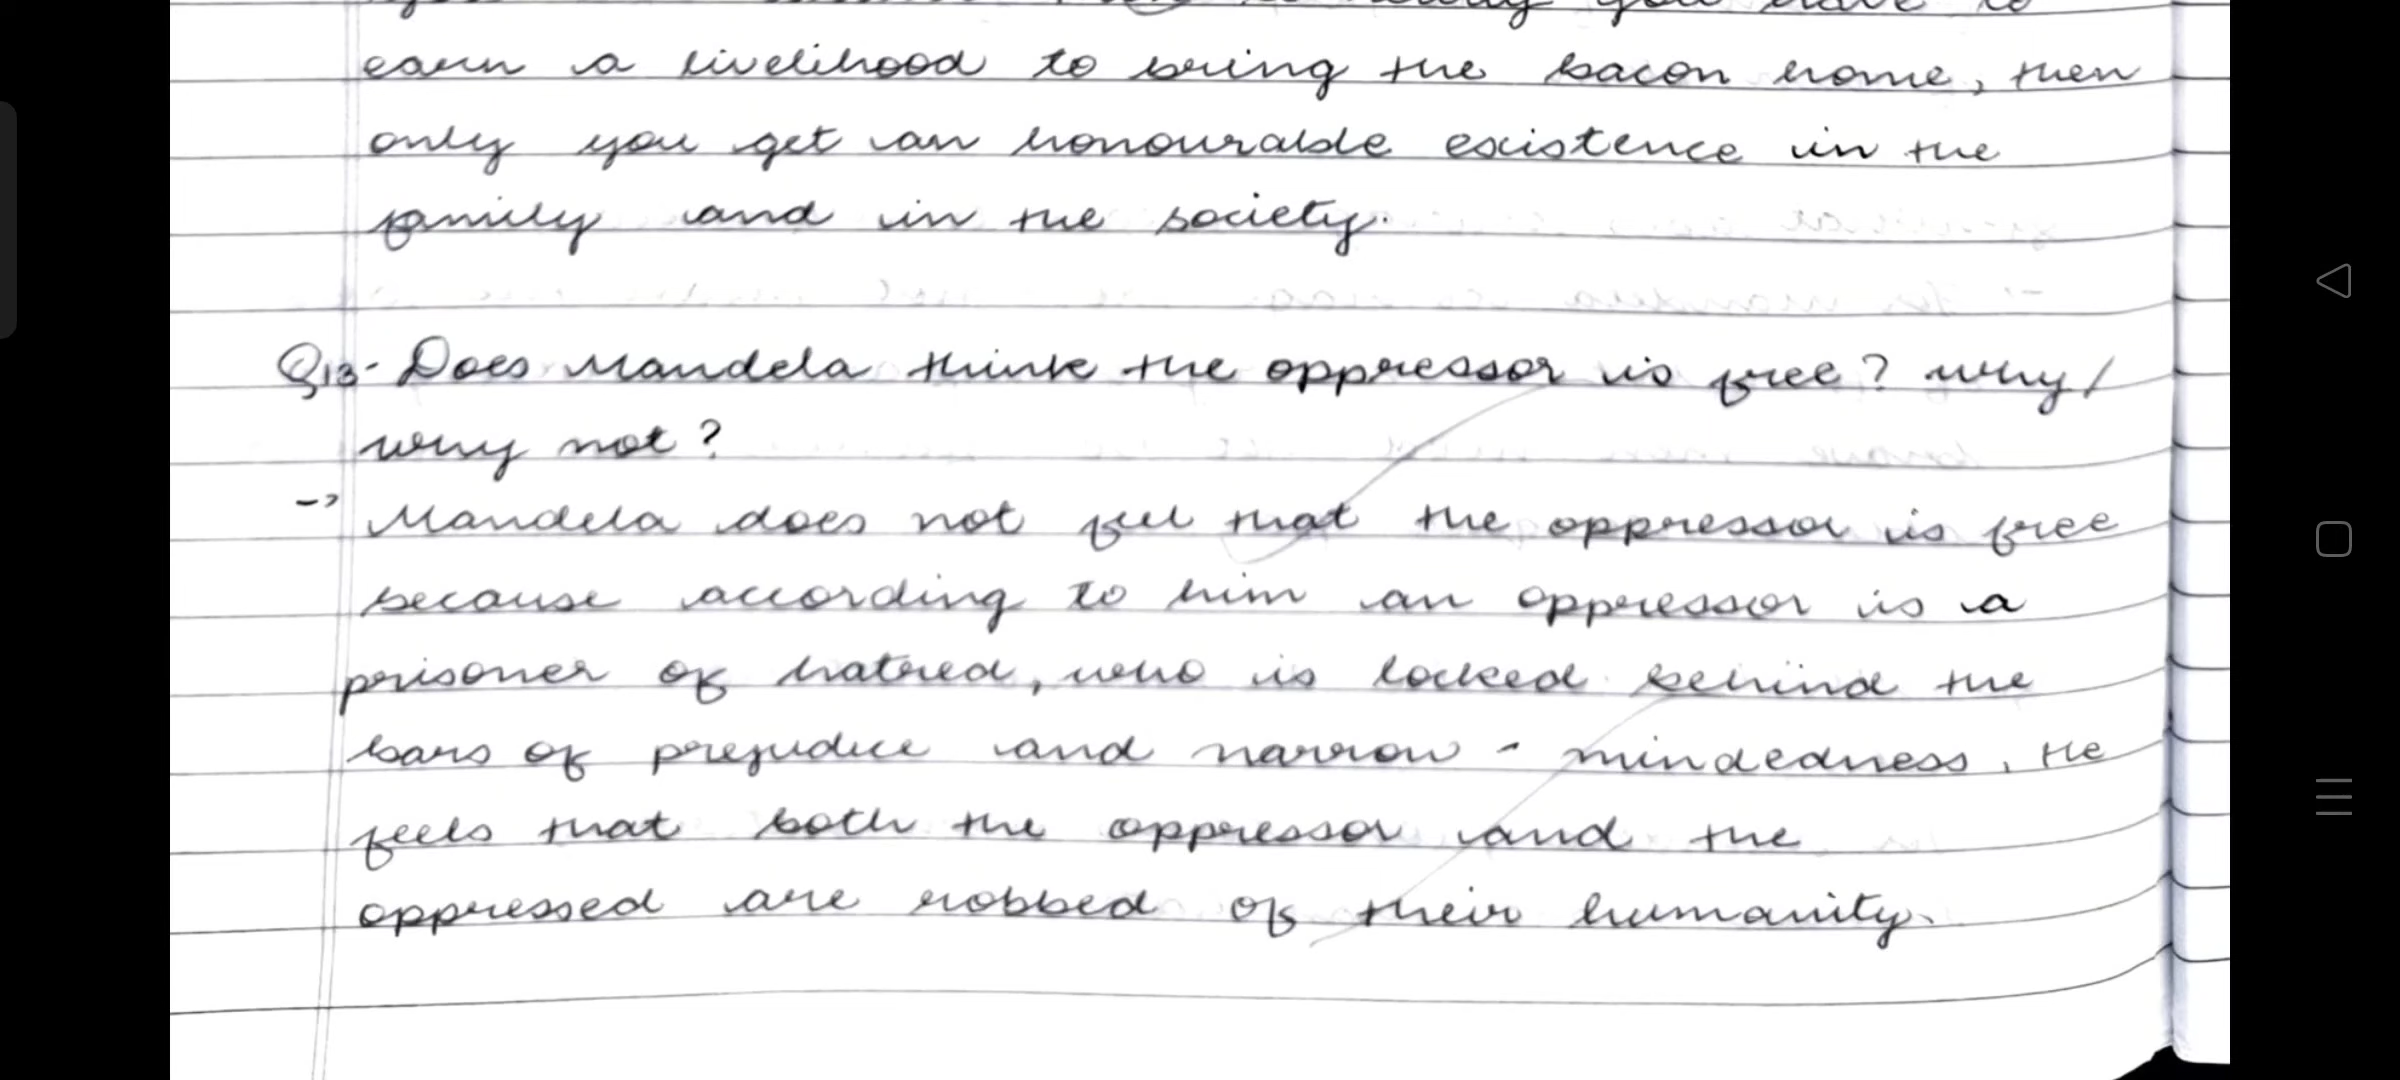 you have to
earn a livelihood to bring the bacon home, then
only you get an honourable existence in the
family and in the society.
Q13- Does Mandela think the oppressor is free? Why/
why not?
-> Mandela does not feel that the oppressor is free
because according to him an oppressor is a
prisoner of hatred, who is locked behind the
bars of prejudice and narrow - mindedness. He
feels that both the oppressor and the
oppressed are robbed of their humanity.